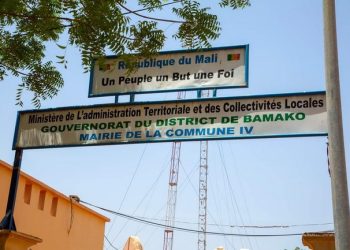 République du Mali
Un Peuple un But une Foi
Ministère de L'administration Territoriale et des Collectivités Locales
GOUVERNORAT DU DISTRICT DE BAMAKO
MAIRIE DE LA COMMUNE IV